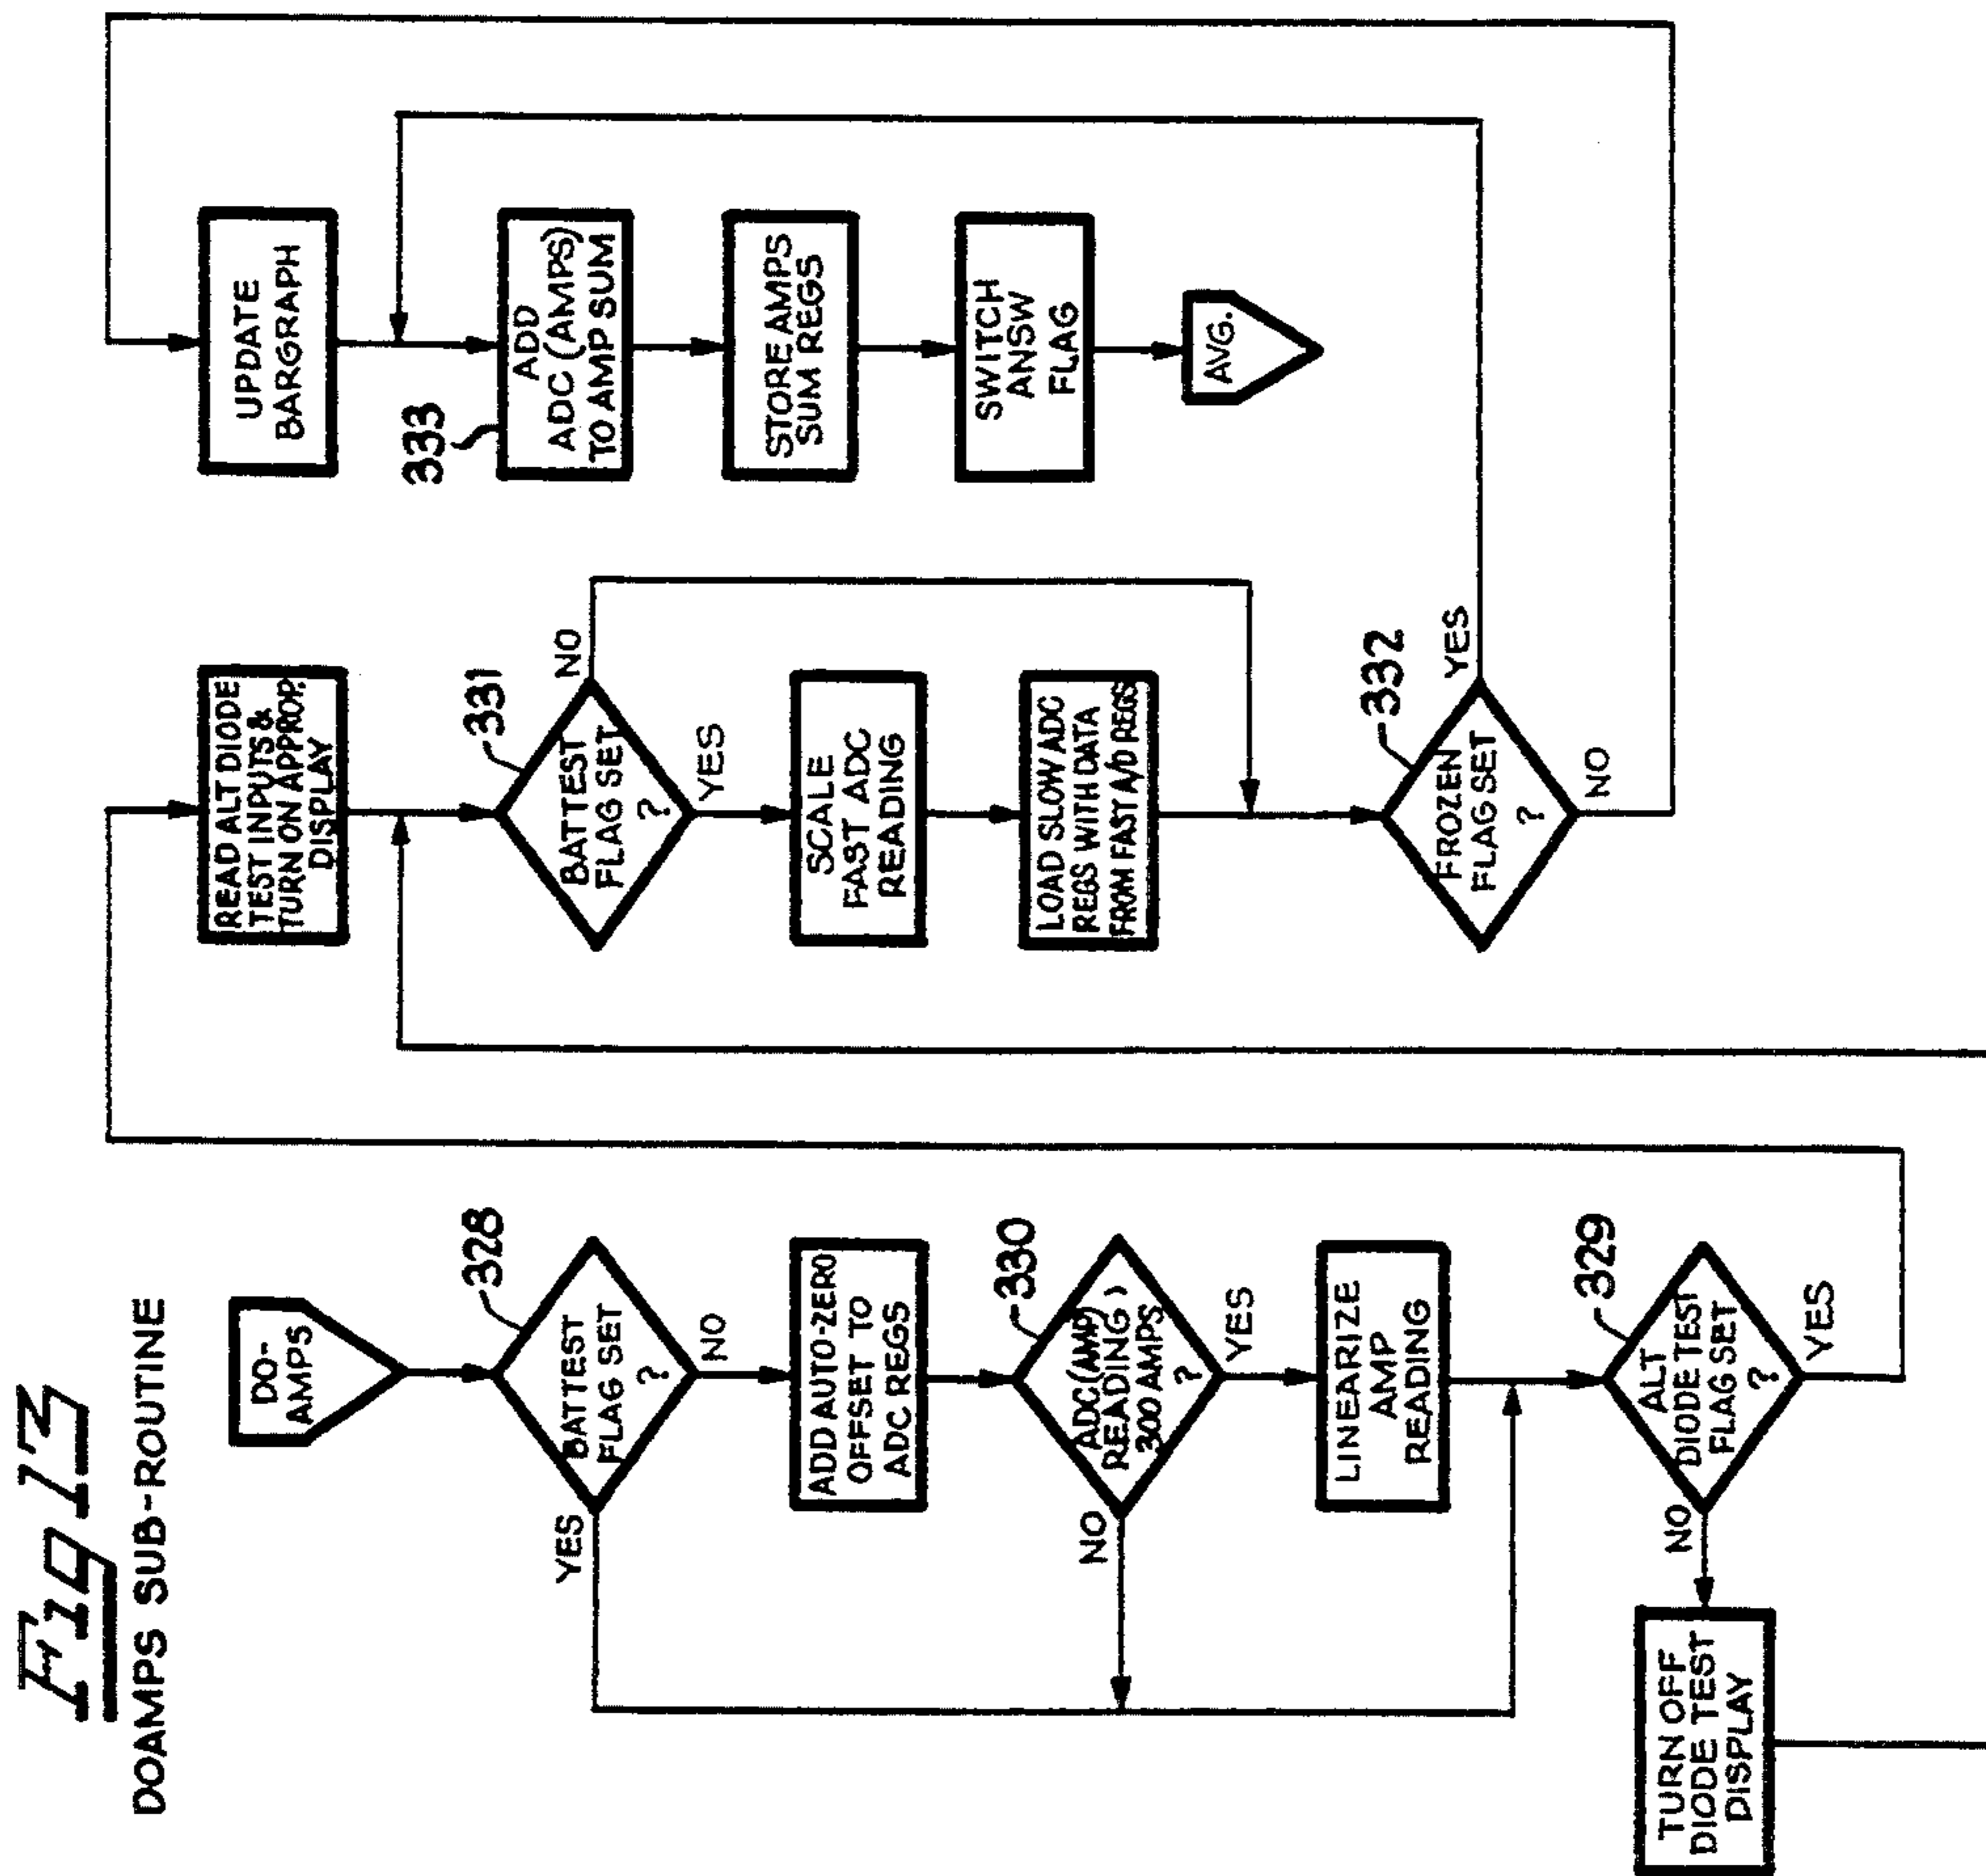 Fig 13
DOAMPS SUB-ROUTINE
DO-
AMPS
328
BATTEST
FLAG SET
?
YES
NO
ADD AUTO-ZERO
OFFSET TO
ADC REGS
330
ADC(AMP)
READING >
300 AMPS
?
NO
YES
LINEARIZE
AMP
READING
329
ALT
DIODE TEST
FLAG SET
?
NO
YES
TURN OFF
DIODE TEST
DISPLAY
READ ALT DIODE
TEST INPUTS &
TURN ON APPROP.
DISPLAY
331
BATTEST
FLAG SET
?
NO
YES
SCALE
FAST ADC
READING
LOAD SLOW ADC
REGS WITH DATA
FROM FAST A/D REGS
332
FROZEN
FLAG SET
?
YES
NO
UPDATE
BARGRAPH
333
ADD
ADC (AMPS)
TO AMP SUM
STORE AMPS
SUM REGS
SWITCH
ANSW
FLAG
AVG.